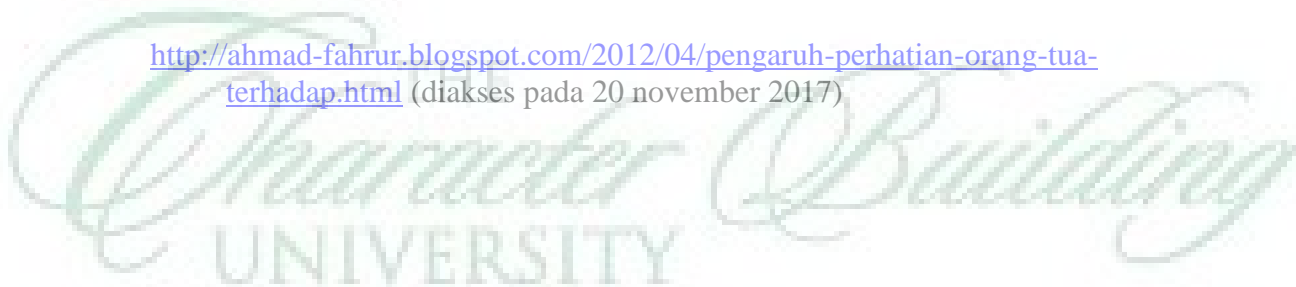 http://ahmad-fahrur.blogspot.com/2012/04/pengaruh-perhatian-orang-tua-
terhadap.html (diakses pada 20 november 2017)
THE
Character Building
UNIVERSITY